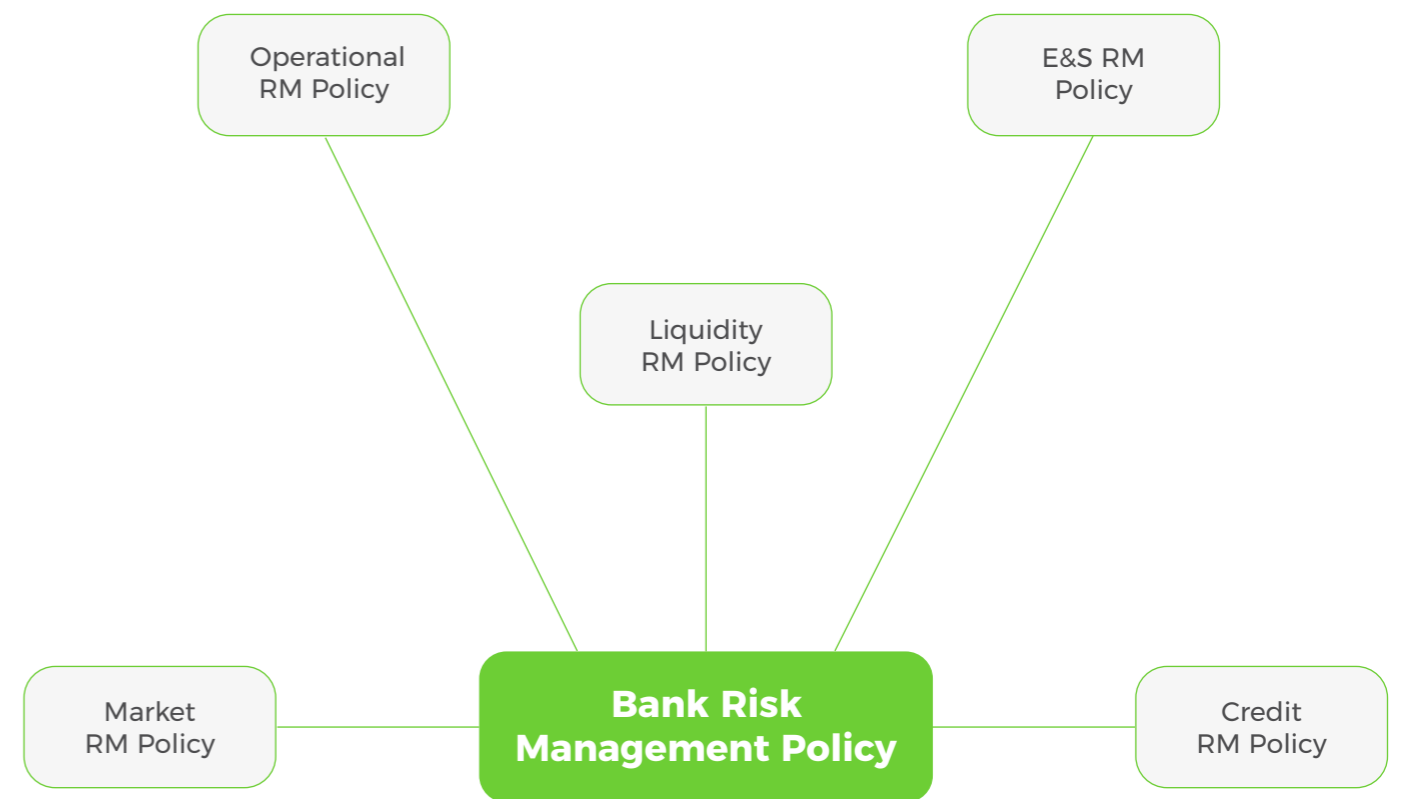 Operational
RM Policy
E&S RM
Policy
Liquidity
RM Policy
Market
RM Policy
Bank Risk
Management Policy
Credit
RM Policy